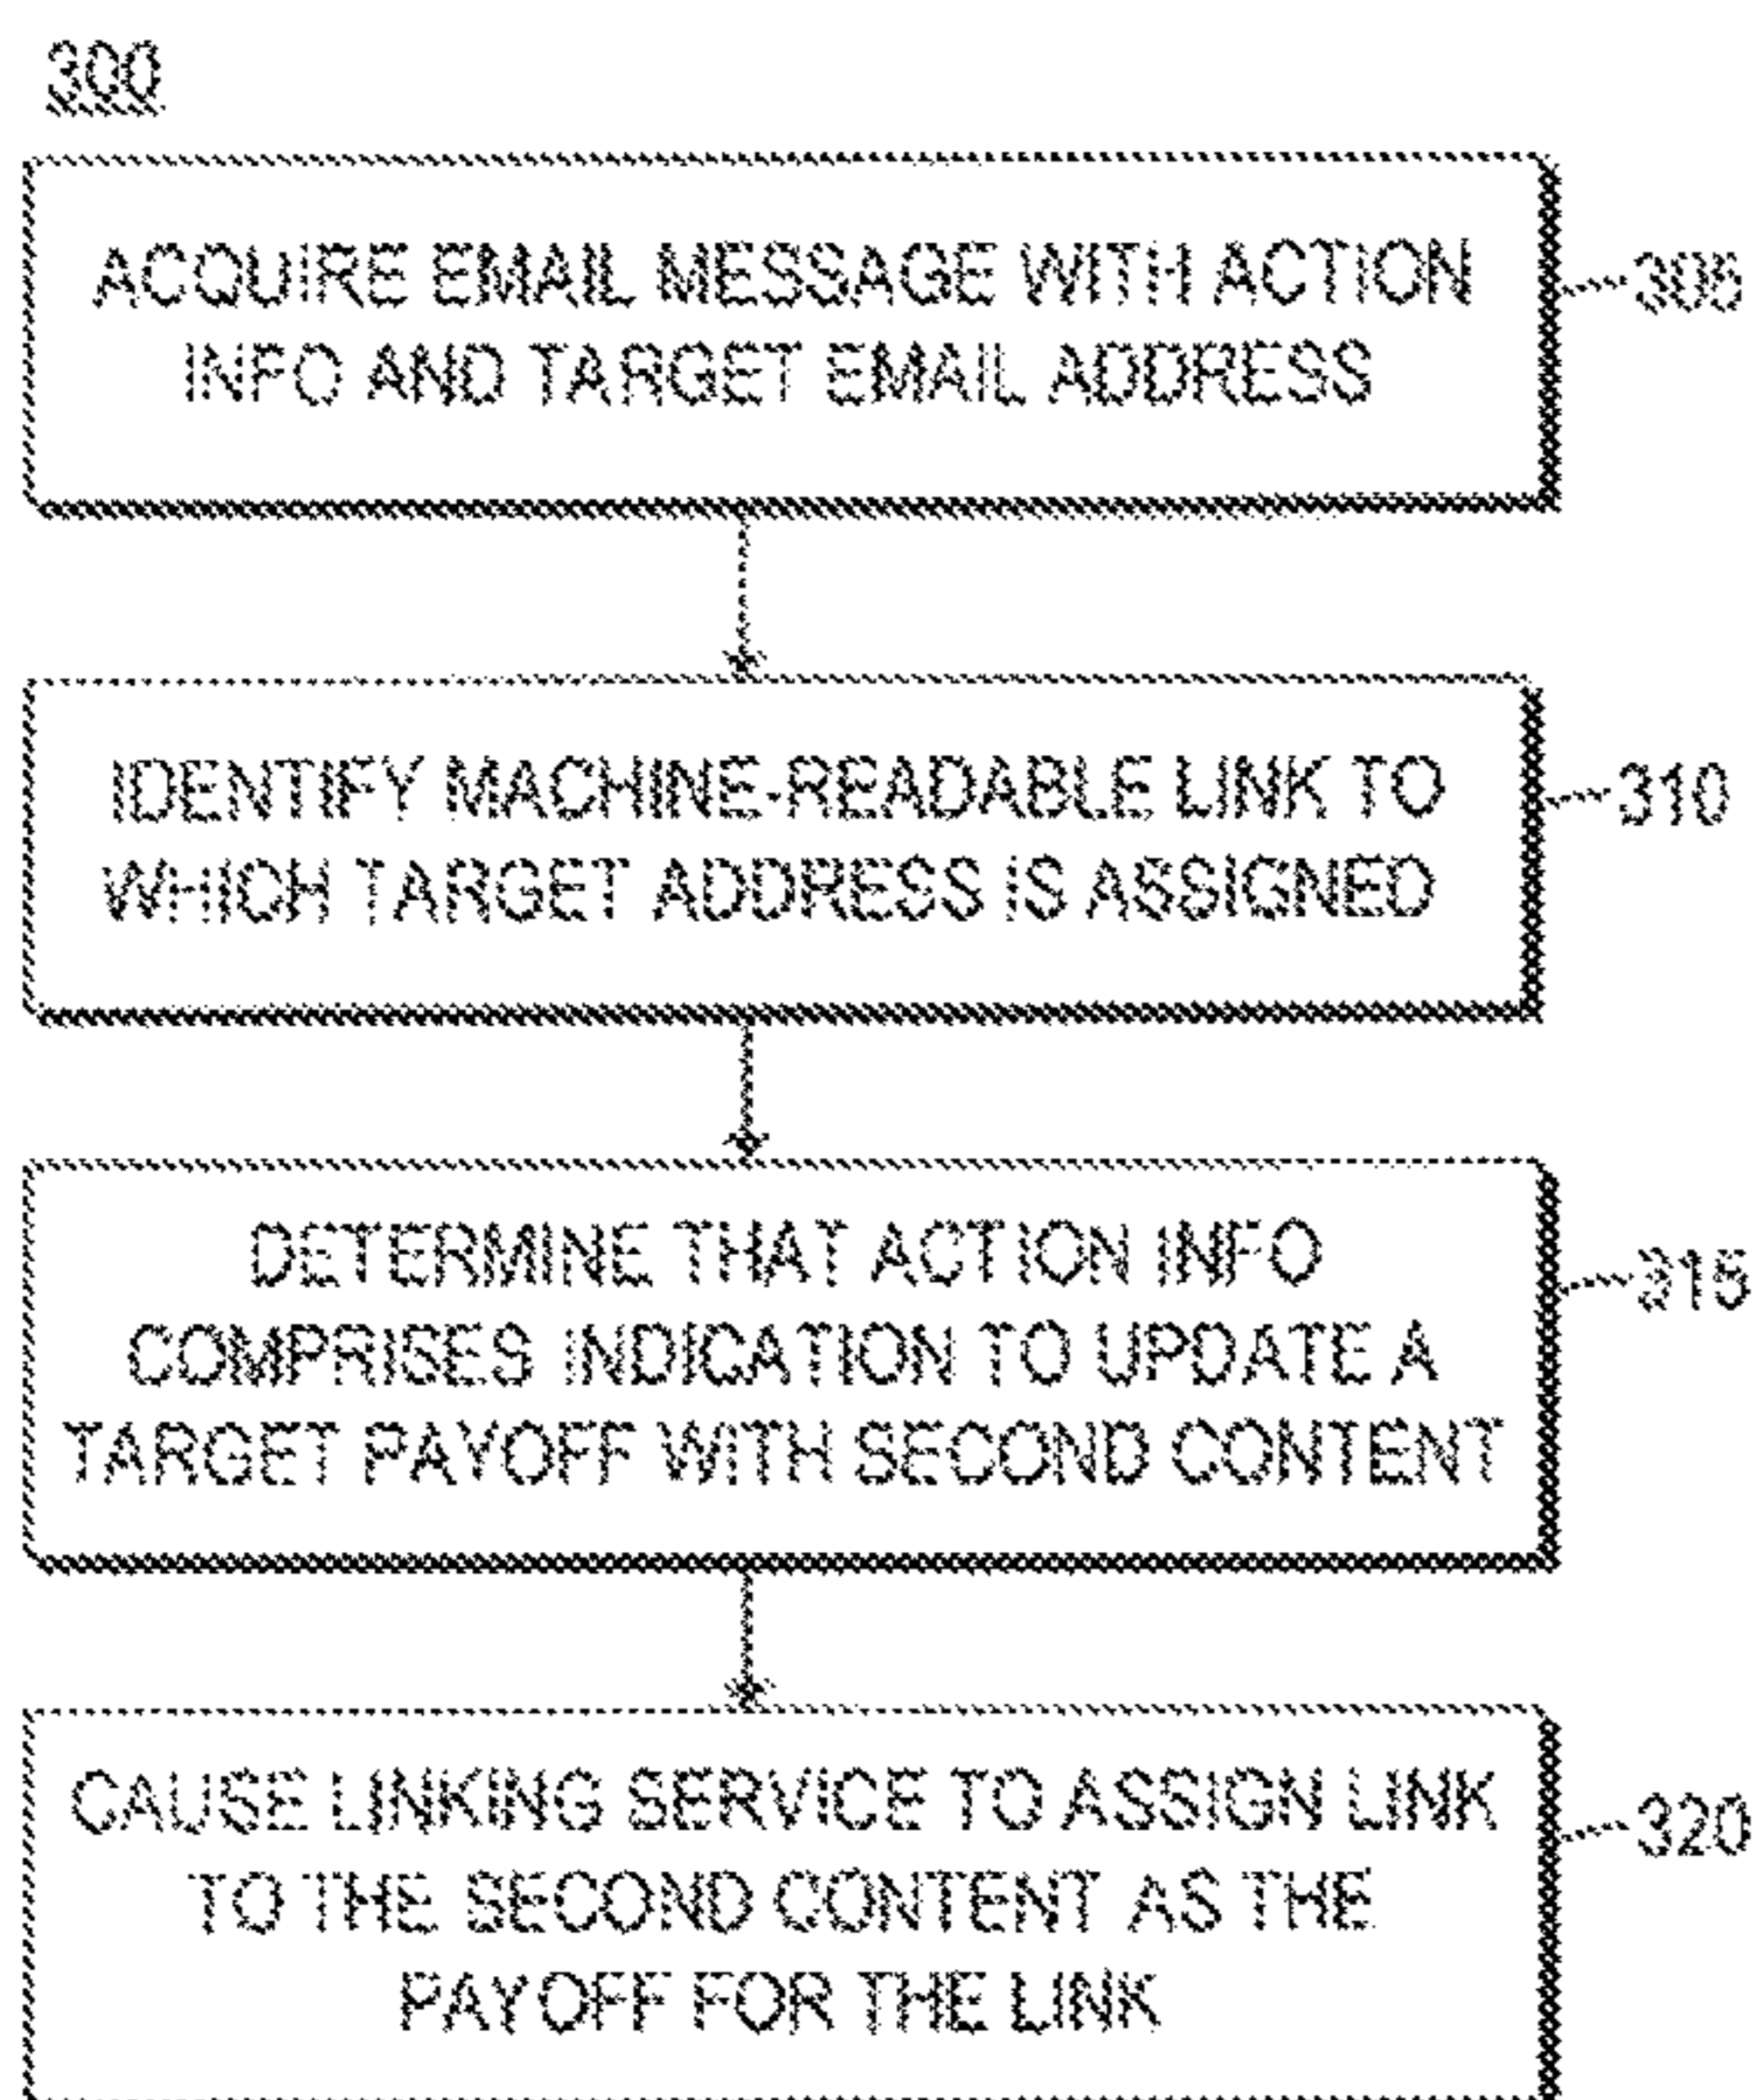 300
ACQUIRE EMAIL MESSAGE WITH ACTION
INFO AND TARGET EMAIL ADDRESS
305
IDENTIFY MACHINE-READABLE LINK TO
WHICH TARGET ADDRESS IS ASSIGNED
310
DETERMINE THAT ACTION INFO
COMPRISES INDICATION TO UPDATE A
TARGET PAYOFF WITH SECOND CONTENT
315
CAUSE LINKING SERVICE TO ASSIGN LINK
TO THE SECOND CONTENT AS THE
PAYOFF FOR THE LINK
320